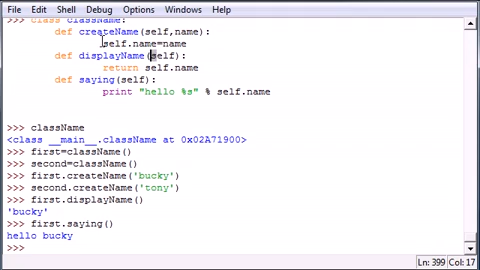 File Edit Shell Debug Options Windows Help
>>> class className:
def createName(self,name):
self.name=name
def displayName(self):
return self.name
def saying(self):
print "hello %s" % self.name
>>> className
<class __main__.className at 0x02A71900>
>>> first=className()
>>> second=className()
>>> first.createName('bucky')
>>> second.createName('tony')
>>> first.displayName()
'bucky'
>>> first.saying()
hello bucky
>>>
Ln: 399 Col: 17